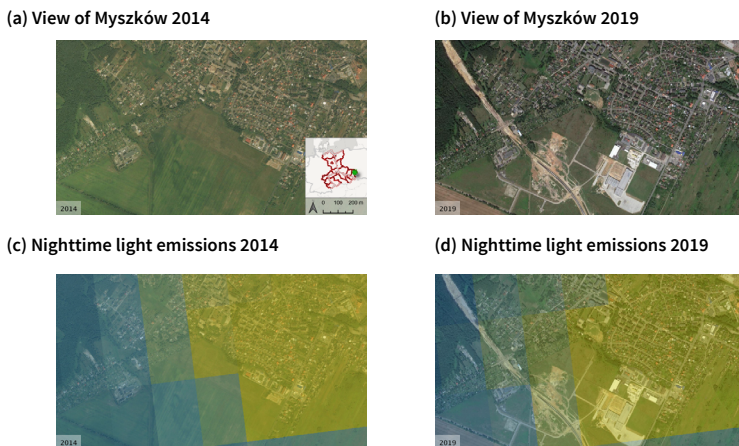 (a) View of Myszków 2014
(b) View of Myszków 2019
2014
0 100 200 m
2019
(c) Nighttime light emissions 2014
(d) Nighttime light emissions 2019
2014
2019